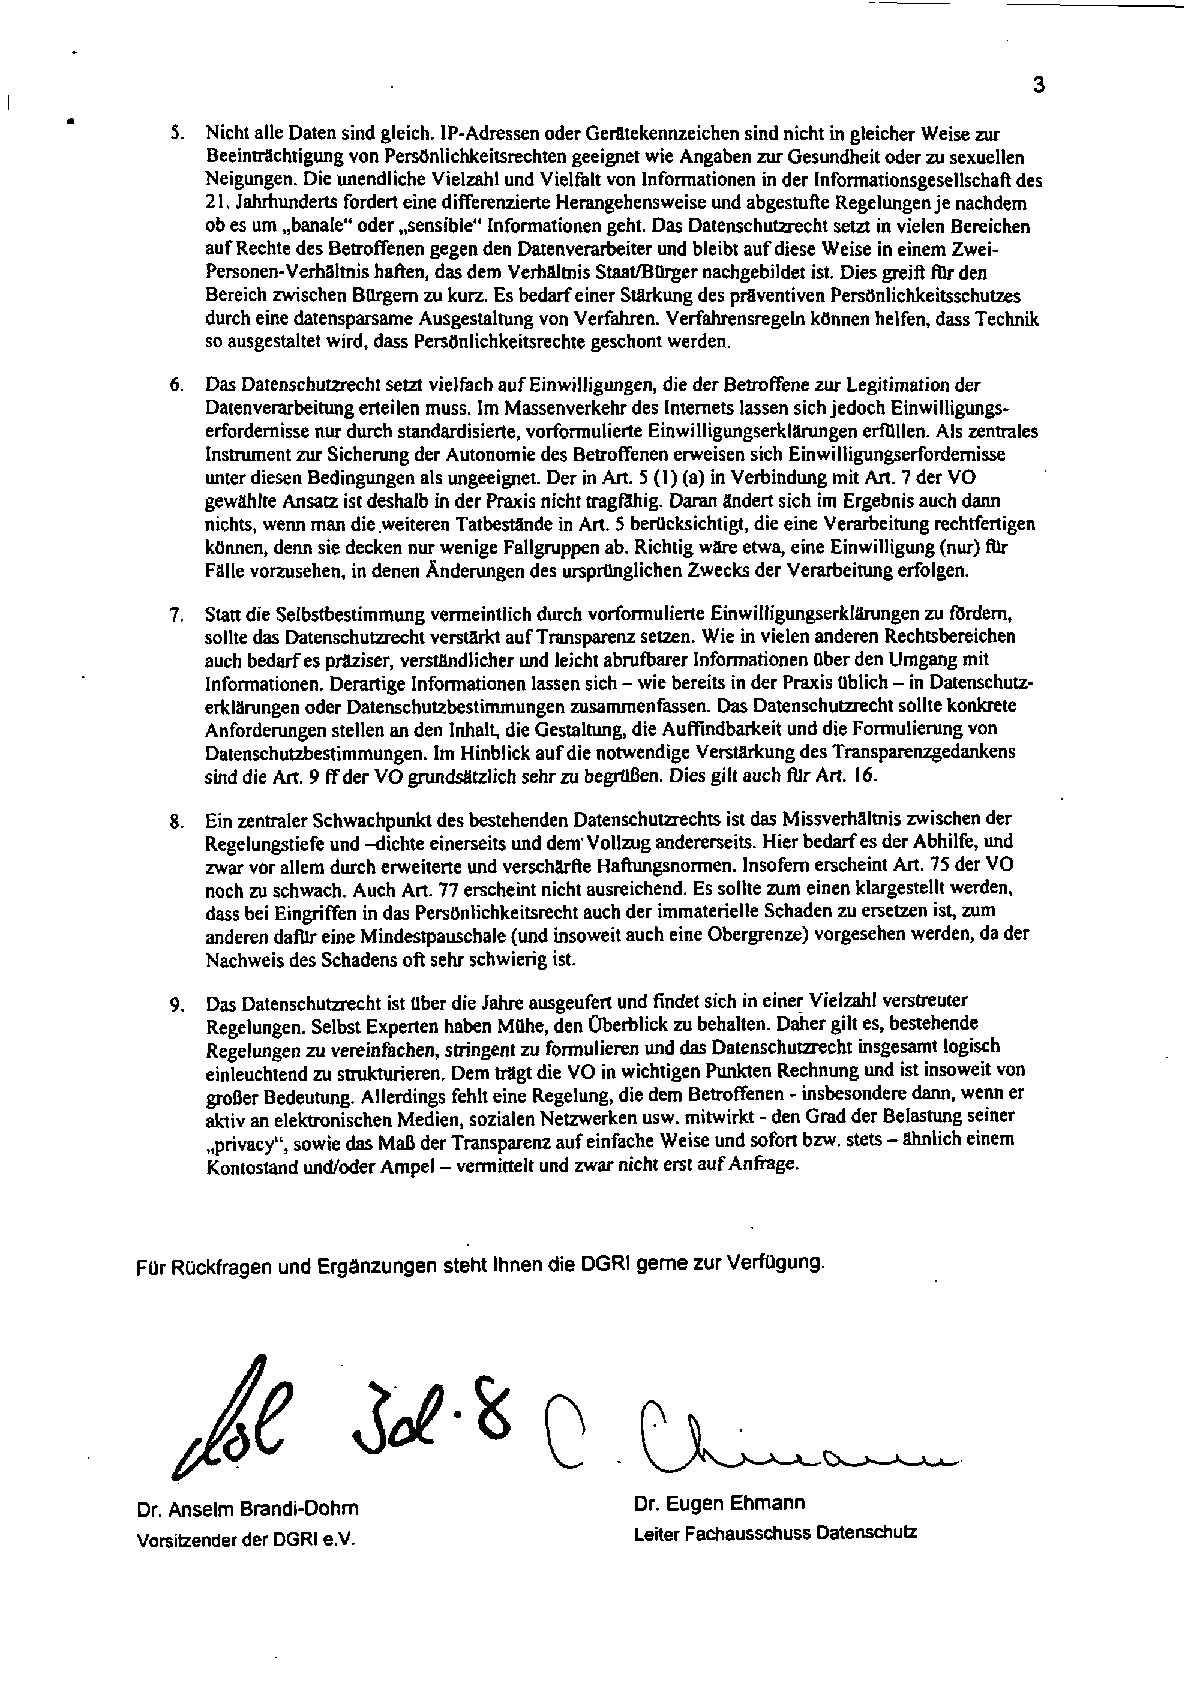 3
5. Nicht alle Daten sind gleich. IP-Adressen oder Gerätekennzeichen sind nicht in gleicher Weise zur
Beeinträchtigung von Persönlichkeitsrechten geeignet wie Angaben zur Gesundheit oder zu sexuellen
Neigungen. Die unendliche Vielzahl und Vielfalt von Informationen in der Informationsgesellschaft des
21. Jahrhunderts fordert eine differenzierte Herangehensweise und abgestufte Regelungen je nachdem
ob es um „banale“ oder „sensible“ Informationen geht. Das Datenschutzrecht setzt in vielen Bereichen
auf Rechte des Betroffenen gegen den Datenverarbeiter und bleibt auf diese Weise in einem Zwei-
Personen-Verhältnis haften, das dem Verhältnis Staat/Bürger nachgebildet ist. Dies greift für den
Bereich zwischen Bürgern zu kurz. Es bedarf einer Stärkung des präventiven Persönlichkeitsschutzes
durch eine datensparsame Ausgestaltung von Verfahren. Verfahrensregeln können helfen, dass Technik
so ausgestaltet wird, dass Persönlichkeitsrechte geschont werden.
6. Das Datenschutzrecht setzt vielfach auf Einwilligungen, die der Betroffene zur Legitimation der
Datenverarbeitung erteilen muss. Im Massenverkehr des Internets lassen sich jedoch Einwilligungs-
erfordernisse nur durch standardisierte, vorformulierte Einwilligungserklärungen erfüllen. Als zentrales
Instrument zur Sicherung der Autonomie des Betroffenen erweisen sich Einwilligungserfordernisse
unter diesen Bedingungen als ungeeignet. Der in Art. 5 (1) (a) in Verbindung mit Art. 7 der VO
gewählte Ansatz ist deshalb in der Praxis nicht tragfähig. Daran ändert sich im Ergebnis auch dann
nichts, wenn man die weiteren Tatbestände in Art. 5 berücksichtigt, die eine Verarbeitung rechtfertigen
können, denn sie decken nur wenige Fallgruppen ab. Richtig wäre etwa, eine Einwilligung (nur) für
Fälle vorzusehen, in denen Änderungen des ursprünglichen Zwecks der Verarbeitung erfolgen.
7. Statt die Selbstbestimmung vermeintlich durch vorformulierte Einwilligungserklärungen zu fördern,
sollte das Datenschutzrecht verstärkt auf Transparenz setzen. Wie in vielen anderen Rechtsbereichen
auch bedarf es präziser, verständlicher und leicht abrufbarer Informationen über den Umgang mit
Informationen. Derartige Informationen lassen sich – wie bereits in der Praxis üblich – in Datenschutz-
erklärungen oder Datenschutzbestimmungen zusammenfassen. Das Datenschutzrecht sollte konkrete
Anforderungen stellen an den Inhalt, die Gestaltung, die Auffindbarkeit und die Formulierung von
Datenschutzbestimmungen. Im Hinblick auf die notwendige Verstärkung des Transparenzgedankens
sind die Art. 9 ff der VO grundsätzlich sehr zu begrüßen. Dies gilt auch für Art. 16.
8. Ein zentraler Schwachpunkt des bestehenden Datenschutzrechts ist das Missverhältnis zwischen der
Regelungstiefe und –dichte einerseits und dem Vollzug andererseits. Hier bedarf es der Abhilfe, und
zwar vor allem durch erweiterte und verschärfte Haftungsnormen. Insofern erscheint Art. 75 der VO
noch zu schwach. Auch Art. 77 erscheint nicht ausreichend. Es sollte zum einen klargestellt werden,
dass bei Eingriffen in das Persönlichkeitsrecht auch der immaterielle Schaden zu ersetzen ist, zum
anderen dafür eine Mindestpauschale (und insoweit auch eine Obergrenze) vorgesehen werden, da der
Nachweis des Schadens oft sehr schwierig ist.
9. Das Datenschutzrecht ist über die Jahre ausgeufert und findet sich in einer Vielzahl verstreuter
Regelungen. Selbst Experten haben Mühe, den Überblick zu behalten. Daher gilt es, bestehende
Regelungen zu vereinfachen, stringent zu formulieren und das Datenschutzrecht insgesamt logisch
einleuchtend zu strukturieren. Dem trägt die VO in wichtigen Punkten Rechnung und ist insoweit von
großer Bedeutung. Allerdings fehlt eine Regelung, die dem Betroffenen - insbesondere dann, wenn er
aktiv an elektronischen Medien, sozialen Netzwerken usw. mitwirkt - den Grad der Belastung seiner
„privacy“, sowie das Maß der Transparenz auf einfache Weise und sofort bzw. stets – ähnlich einem
Kontostand und/oder Ampel – vermittelt und zwar nicht erst auf Anfrage.
Für Rückfragen und Ergänzungen steht Ihnen die DGRI gerne zur Verfügung.
Dr. Anselm Brandi-Dohrn
Vorsitzender der DGRI e.V.
Dr. Eugen Ehmann
Leiter Fachausschuss Datenschutz